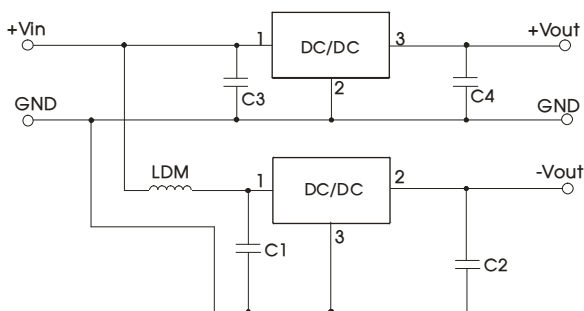 +Vin
1
DC/DC
3
+Vout
C3
2
C4
GND
GND
LDM
1
DC/DC
2
-Vout
3
C1
C2